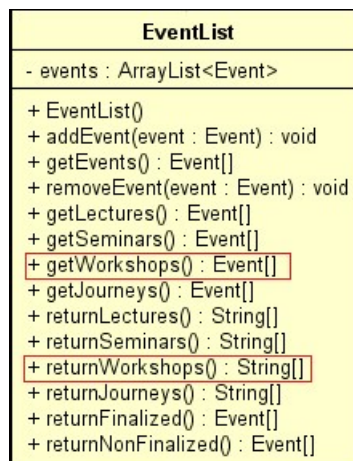 EventList
- events : ArrayList<Event>
+ EventList()
+ addEvent(event : Event) : void
+ getEvents() : Event[]
+ removeEvent(event : Event) : void
+ getLectures() : Event[]
+ getSeminars() : Event[]
+ getWorkshops() : Event[]
+ getJourneys() : Event[]
+ returnLectures() : String[]
+ returnSeminars() : String[]
+ returnWorkshops() : String[]
+ returnJourneys() : String[]
+ returnFinalized() : Event[]
+ returnNonFinalized() : Event[]